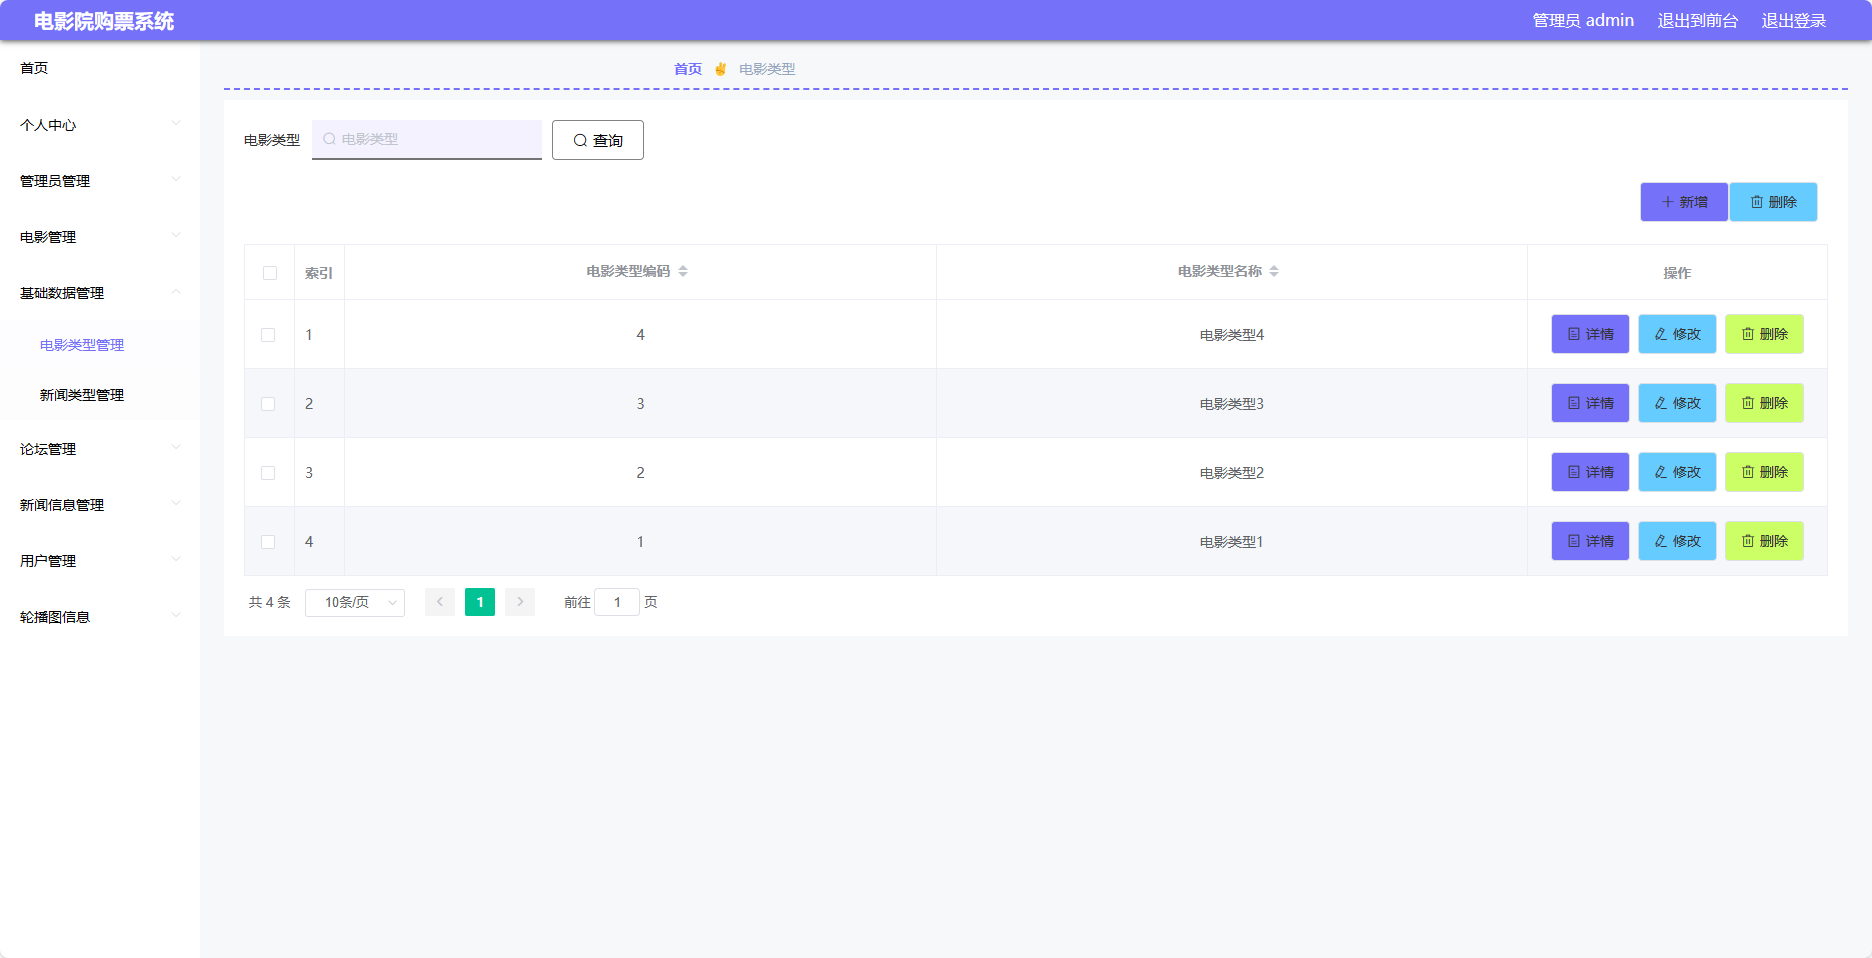 电影院购票系统
管理员 admin 退出到前台 退出登录
首页
个人中心
管理员管理
电影管理
基础数据管理
电影类型管理
新闻类型管理
论坛管理
新闻信息管理
用户管理
轮播图信息
首页 ✌ 电影类型
电影类型 电影类型 查询
新增 删除
索引 电影类型编码 电影类型名称 操作
1 4 电影类型4 详情 修改 删除
2 3 电影类型3 详情 修改 删除
3 2 电影类型2 详情 修改 删除
4 1 电影类型1 详情 修改 删除
共 4 条 10条/页 1 前往 1 页